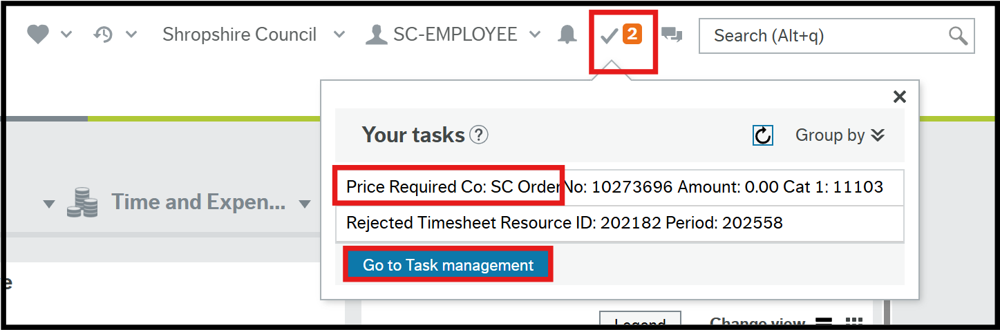 Shropshire Council SC-EMPLOYEE 2 Search (Alt+q)
Your tasks ? Group by
Price Required Co: SC Order No: 10273696 Amount: 0.00 Cat 1: 11103
Time and Expen...
Rejected Timesheet Resource ID: 202182 Period: 202558
Go to Task management
e
Legend Change view